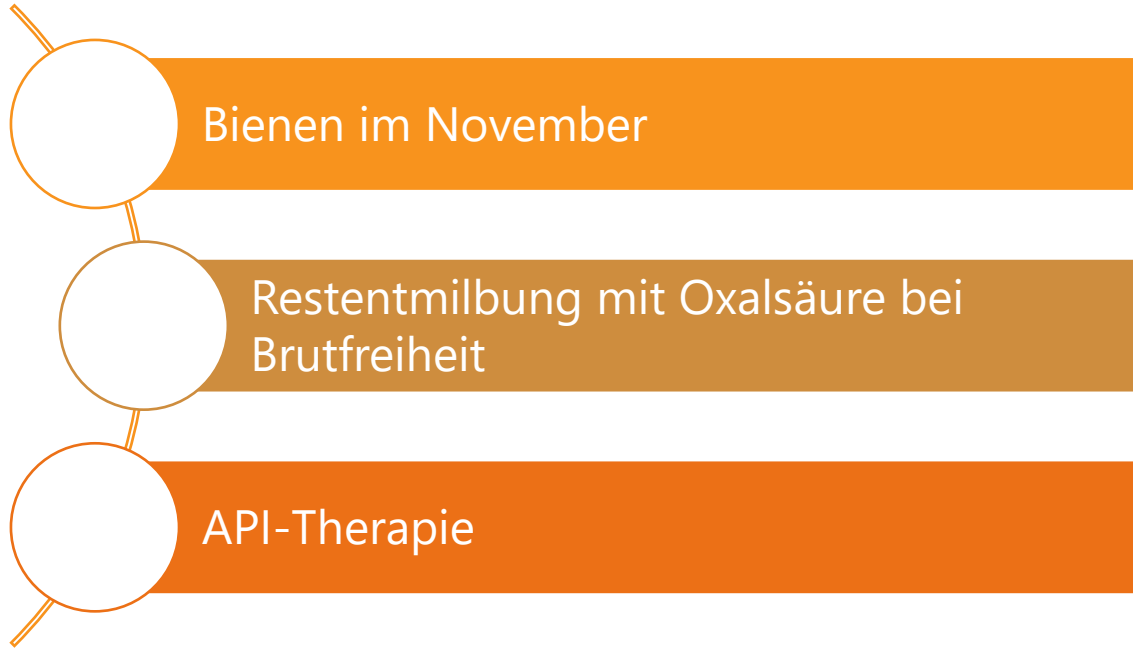 Bienen im November
Restentmilbung mit Oxalsäure bei
Brutfreiheit
API-Therapie